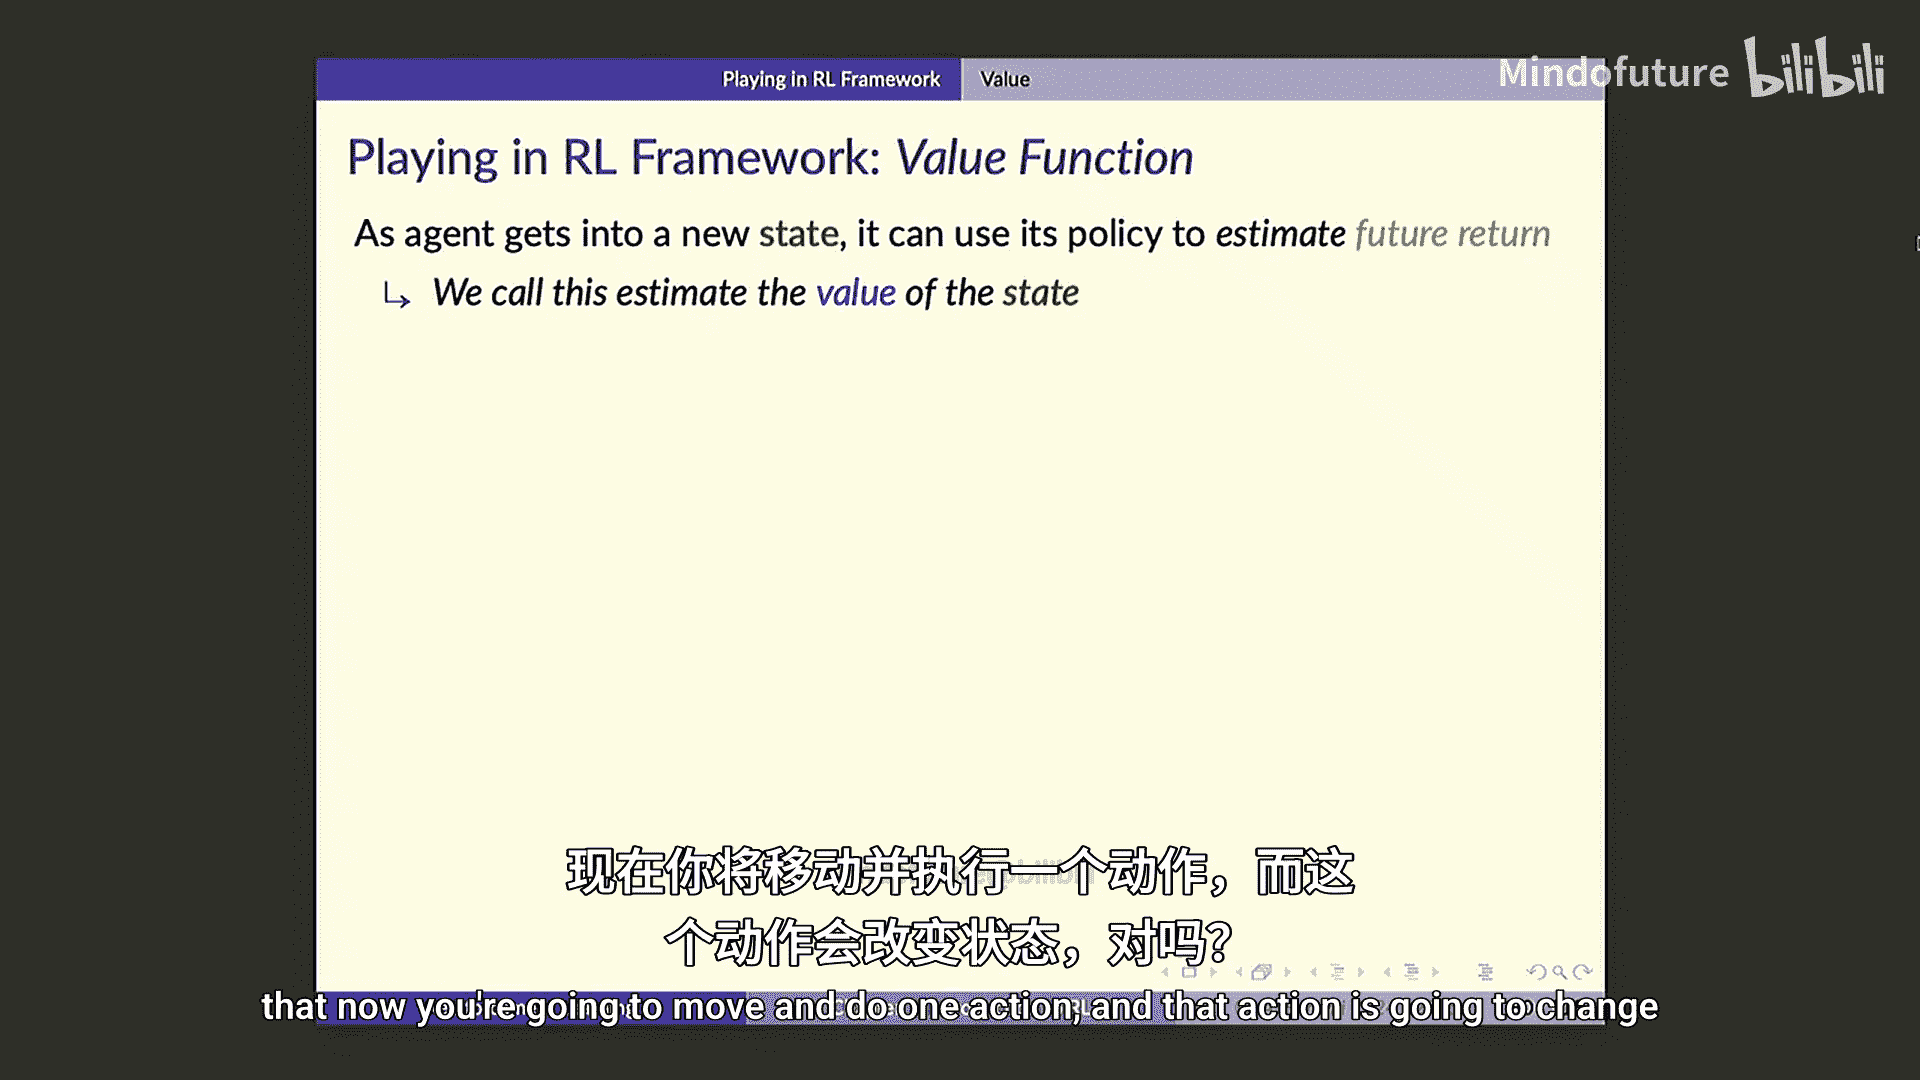 Playing in RL Framework
Value
Mindofuture bilibili
Playing in RL Framework: Value Function
As agent gets into a new state, it can use its policy to estimate future return
We call this estimate the value of the state
现在你将移动并执行一个动作，而这
个动作会改变状态，对吗？
that now you're going to move and do one action, and that action is going to change